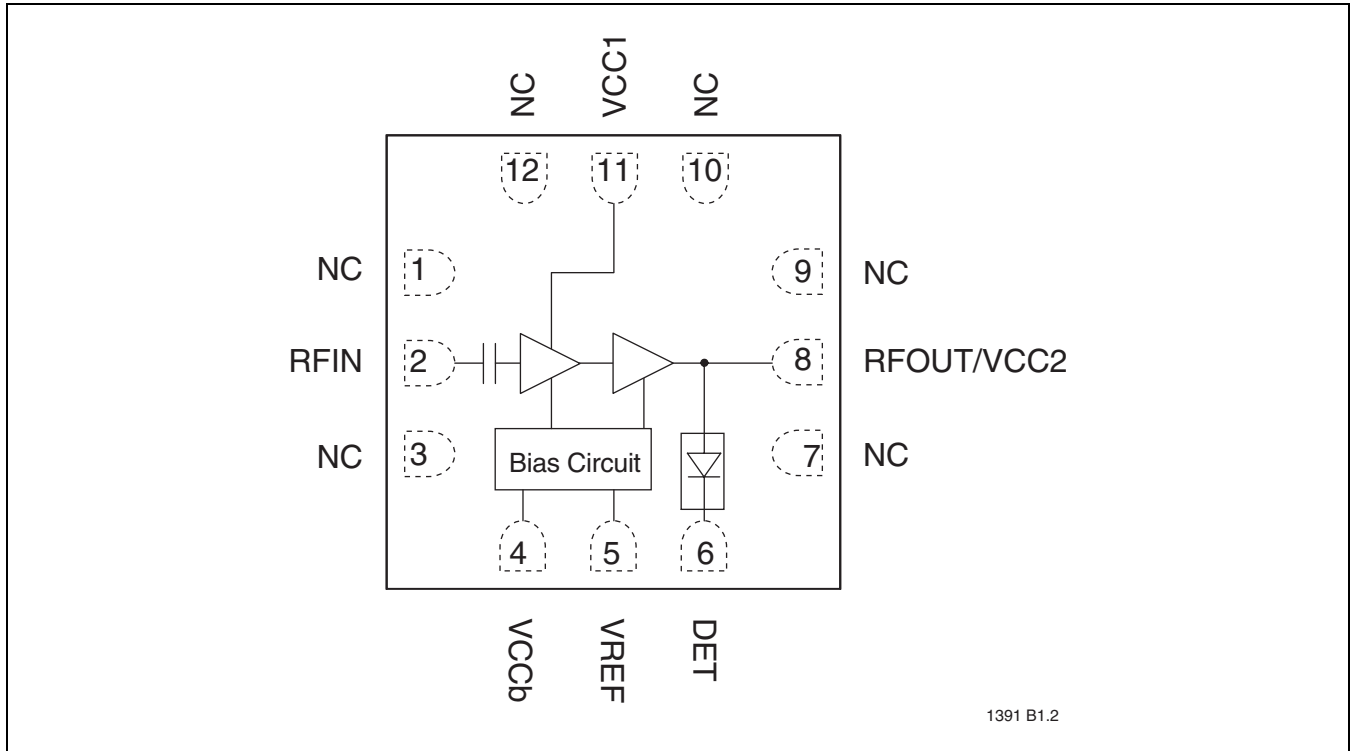 NC VCC1 NC
12 11 10
NC 1 9 NC
RFIN 2 8 RFOUT/VCC2
NC 3 7 NC
Bias Circuit
4 5 6
VCCb VREF DET
1391 B1.2